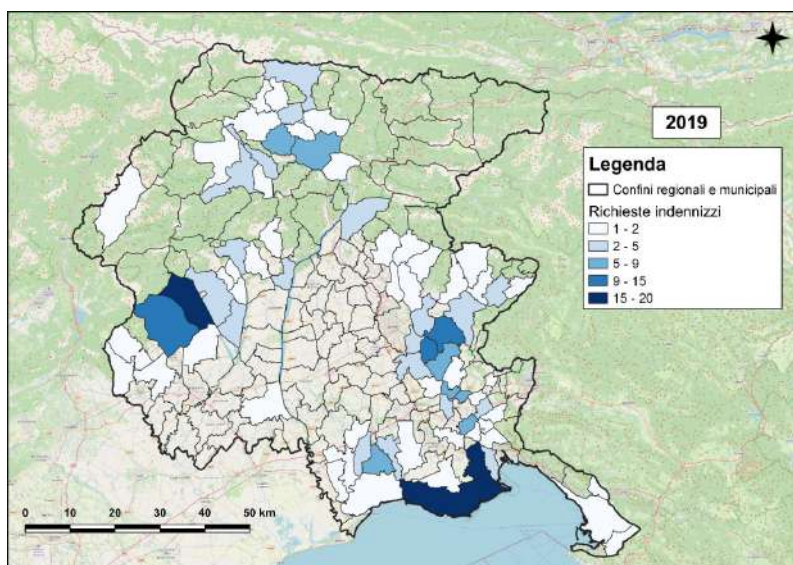 2019
Legenda
Confini regionali e municipali
Richieste indennizzi
1 - 2
2 - 5
5 - 9
9 - 15
15 - 20
0 10 20 30 40 50 km